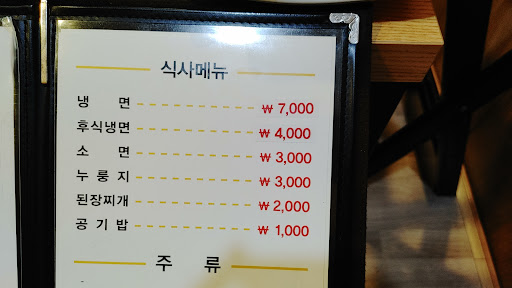 식사메뉴
냉 면 ₩ 7,000
후식냉면 ₩ 4,000
소 면 ₩ 3,000
누 룽 지 ₩ 3,000
된장찌개 ₩ 2,000
공 기 밥 ₩ 1,000
주 류